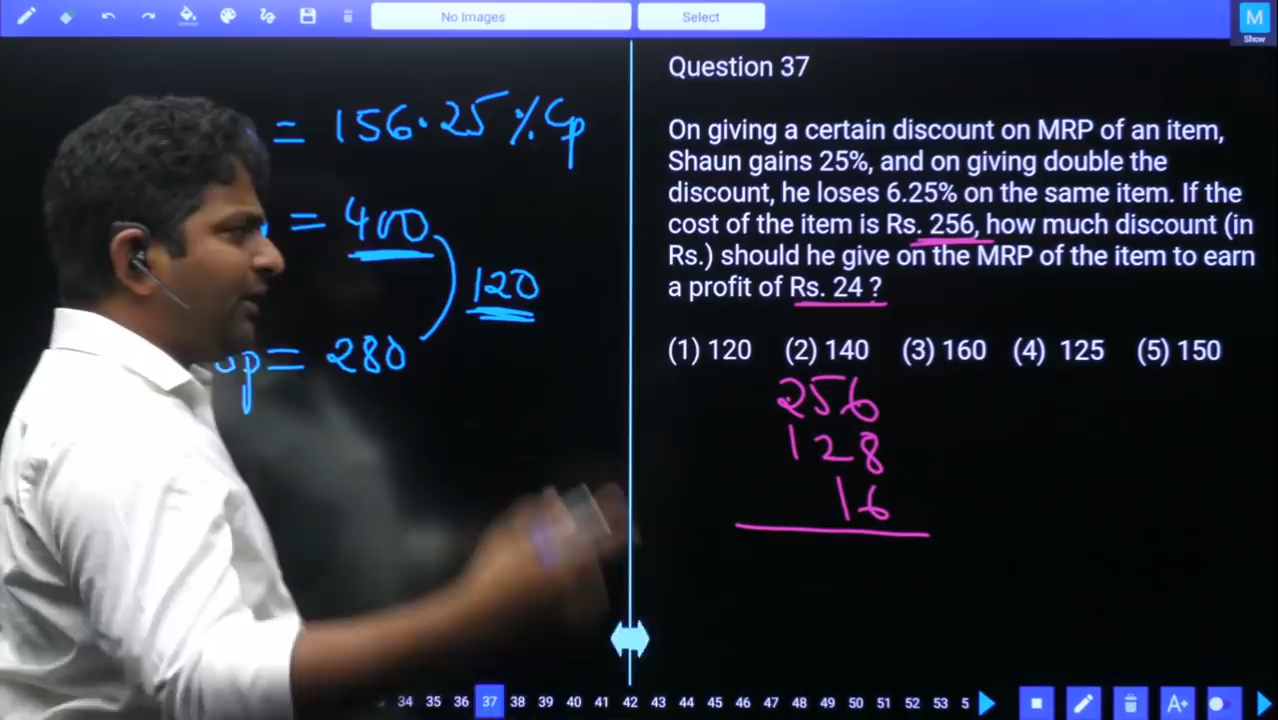 No Images
Select
M
Show
= 156.25 % Cp
= 400
120
= 280
Question 37
On giving a certain discount on MRP of an item,
Shaun gains 25%, and on giving double the
discount, he loses 6.25% on the same item. If the
cost of the item is Rs. 256, how much discount (in
Rs.) should he give on the MRP of the item to earn
a profit of Rs. 24 ?
(1) 120 (2) 140 (3) 160 (4) 125 (5) 150
256
128
16
34 35 36 37 38 39 40 41 42 43 44 45 46 47 48 49 50 51 52 53 5
A+